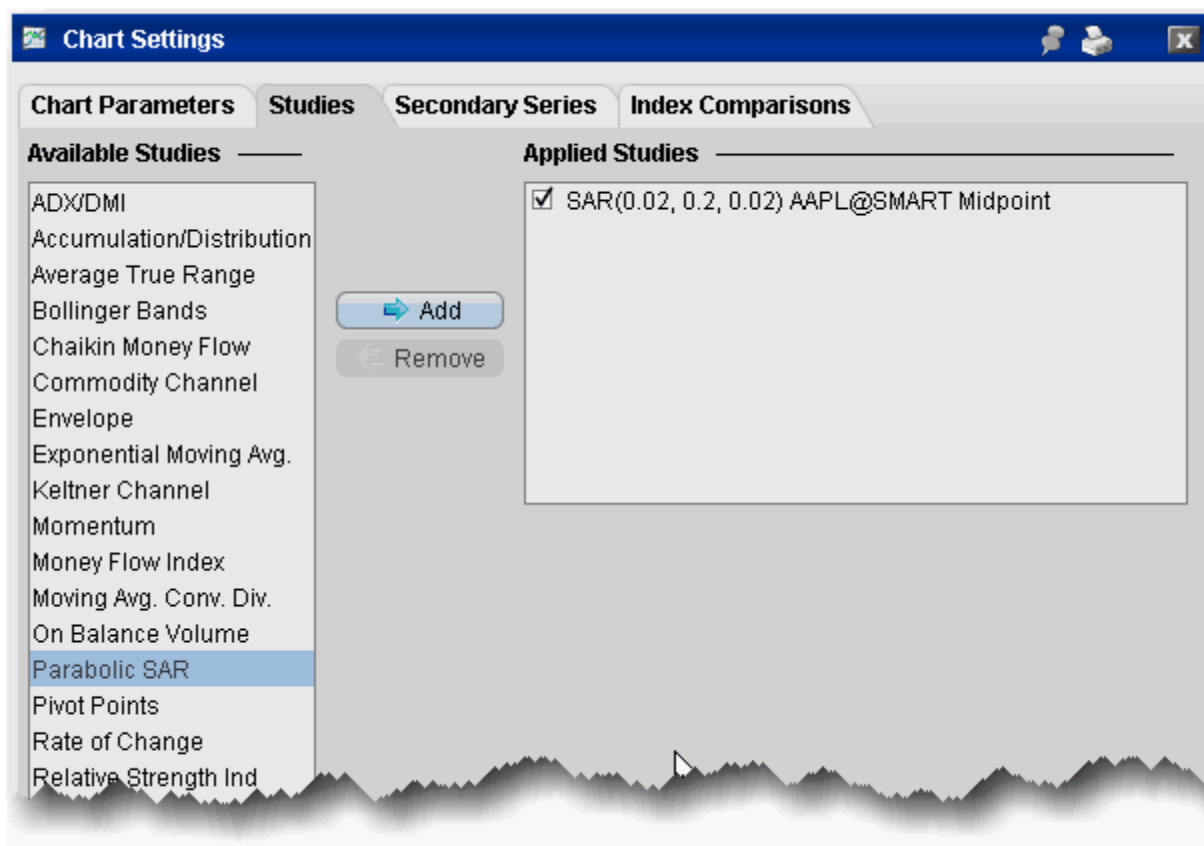 Chart Settings
Chart Parameters
Studies
Secondary Series
Index Comparisons
Available Studies
ADX/DMI
Accumulation/Distribution
Average True Range
Bollinger Bands
Chaikin Money Flow
Commodity Channel
Envelope
Exponential Moving Avg.
Keltner Channel
Momentum
Money Flow Index
Moving Avg. Conv. Div.
On Balance Volume
Parabolic SAR
Pivot Points
Rate of Change
Relative Strength Ind
Add
Remove
Applied Studies
SAR(0.02, 0.2, 0.02) AAPL@SMART Midpoint